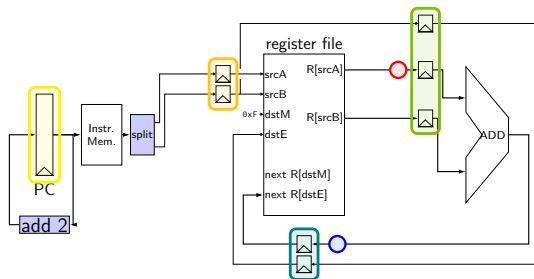 register file
srcA
R[srcA]
srcB
0xF
dstM
R[srcB]
dstE
Instr.
Mem.
split
ADD
next R[dstM]
PC
next R[dstE]
add 2